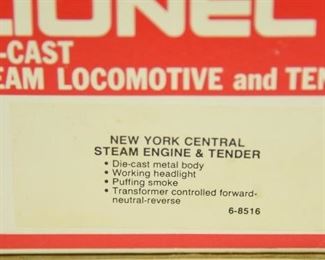 LIONEL
-CAST
EAM LOCOMOTIVE and TEN
NEW YORK CENTRAL
STEAM ENGINE & TENDER
• Die-cast metal body
• Working headlight
• Puffing smoke
• Transformer controlled forward-
neutral-reverse
6-8516